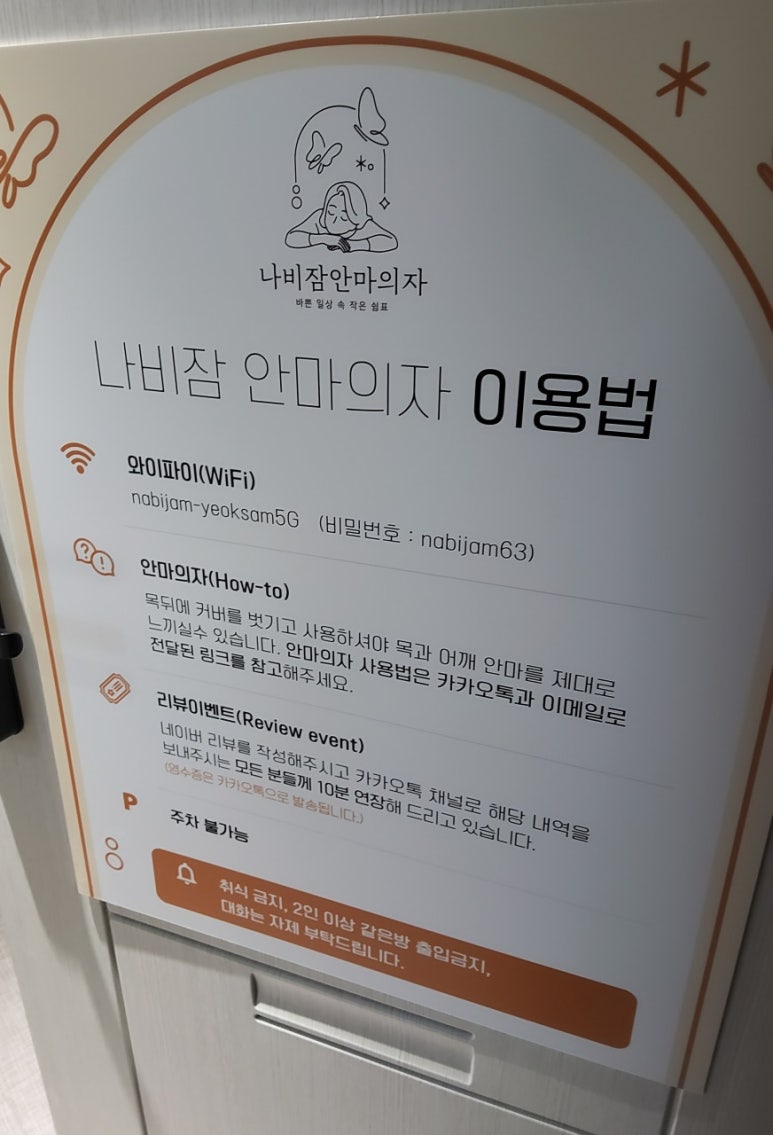 나비잠안마의자
바쁜 일상 속 작은 쉼표
나비잠 안마의자 이용법
와이파이(WiFi)
nabijam-yeoksam5G (비밀번호 : nabijam63)
안마의자(How-to)
목뒤에 커버를 벗기고 사용하셔야 목과 어깨 안마를 제대로
느끼실수 있습니다. 안마의자 사용법은 카카오톡과 이메일로
전달된 링크를 참고해주세요.
리뷰이벤트(Review event)
네이버 리뷰를 작성해주시고 카카오톡 채널로 해당 내역을
보내주시는 모든 분들께 10분 연장해 드리고 있습니다.
(영수증은 카카오톡으로 발송됩니다.)
P
주차 불가능
취식 금지, 2인 이상 같은방 출입금지,
대화는 자제 부탁드립니다.